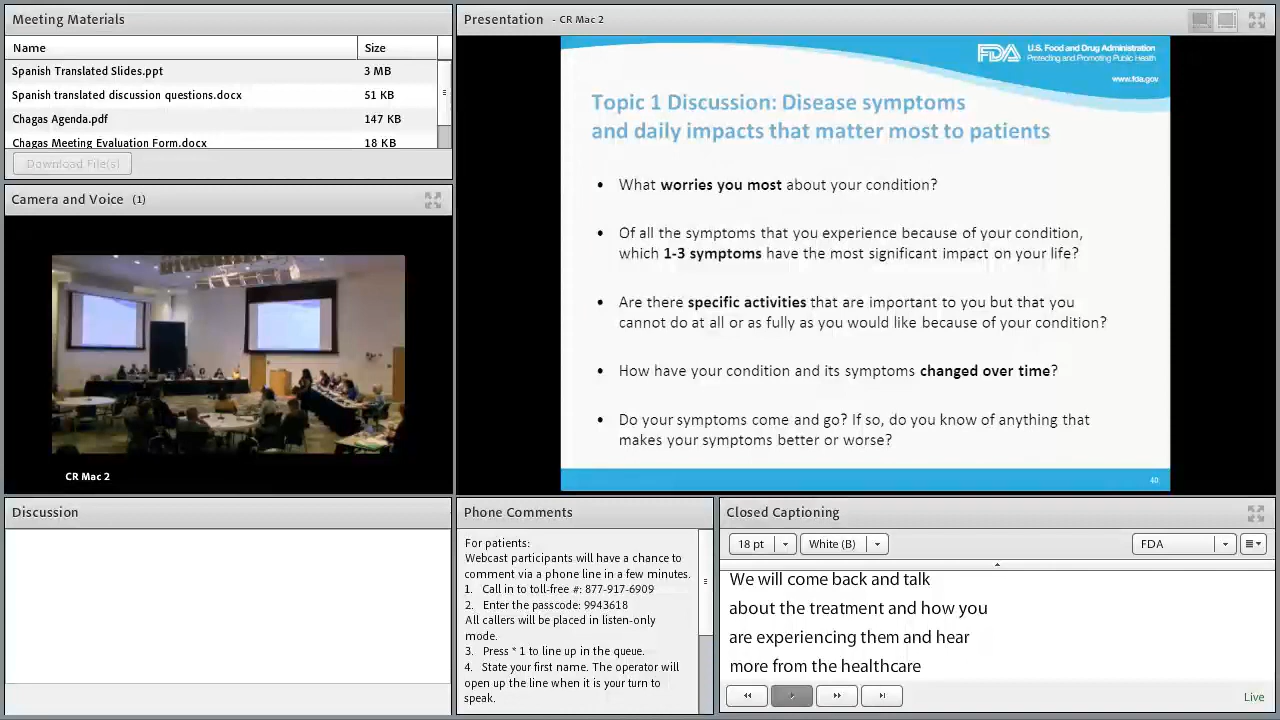 Meeting Materials
Name Size
Spanish Translated Slides.ppt 3 MB
Spanish translated discussion questions.docx 51 KB
Chagas Agenda.pdf 147 KB
Chagas Meeting Evaluation Form.docx 18 KB
Download File(s)
Camera and Voice (1)
CR Mac 2
Discussion
Presentation - CR Mac 2
FDA U.S. Food and Drug Administration
Protecting and Promoting Public Health
www.fda.gov
Topic 1 Discussion: Disease symptoms
and daily impacts that matter most to patients
• What worries you most about your condition?
• Of all the symptoms that you experience because of your condition,
which 1-3 symptoms have the most significant impact on your life?
• Are there specific activities that are important to you but that you
cannot do at all or as fully as you would like because of your condition?
• How have your condition and its symptoms changed over time?
• Do your symptoms come and go? If so, do you know of anything that
makes your symptoms better or worse?
40
Phone Comments
For patients:
Webcast participants will have a chance to
comment via a phone line in a few minutes.
1. Call in to toll-free #: 877-917-6909
2. Enter the passcode: 9943618
All callers will be placed in listen-only
mode.
3. Press * 1 to line up in the queue.
4. State your first name. The operator will
open up the line when it is your turn to
speak.
Closed Captioning
18 pt White (B) FDA
We will come back and talk
about the treatment and how you
are experiencing them and hear
more from the healthcare
Live